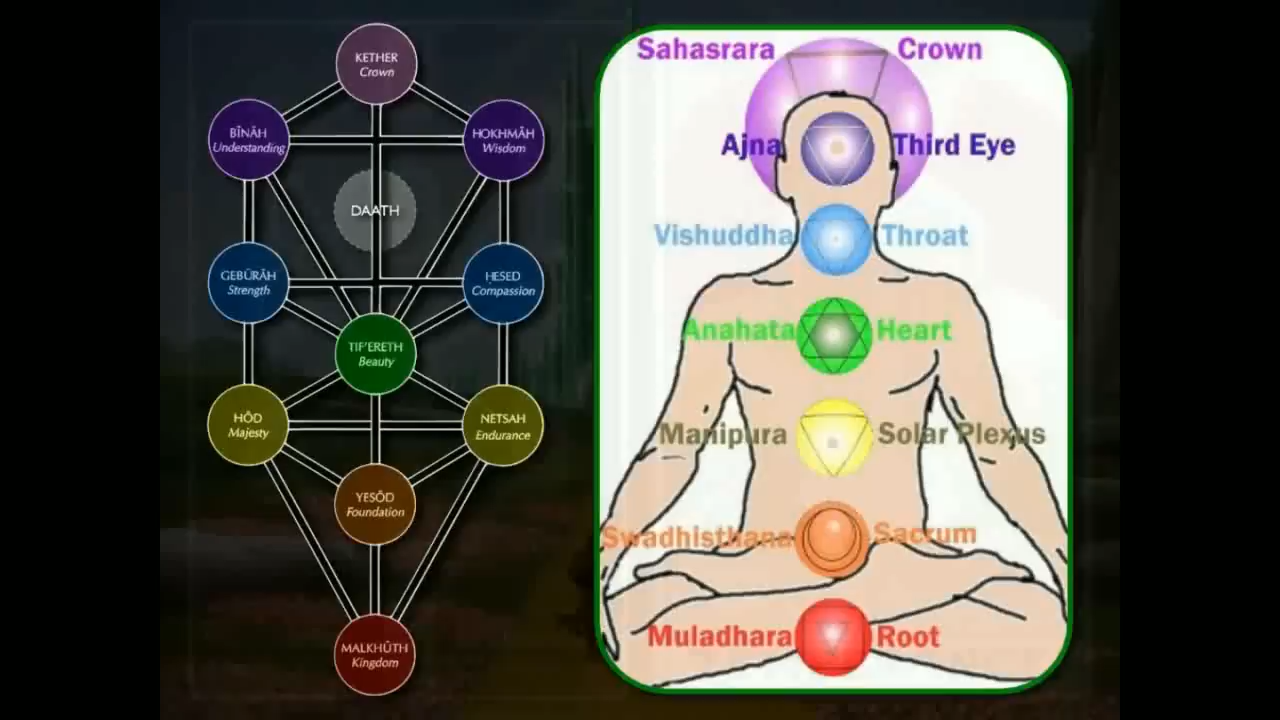 KETHER
Crown
BĪNĀH
Understanding
HOKHMĀH
Wisdom
DAATH
GEBŪRĀH
Strength
HESED
Compassion
TIF'ERETH
Beauty
HŌD
Majesty
NETSAH
Endurance
YESŌD
Foundation
MALKHŪTH
Kingdom
Sahasrara Crown
Ajna Third Eye
Vishuddha Throat
Anahata Heart
Manipura Solar Plexus
Swadhisthana Sacrum
Muladhara Root